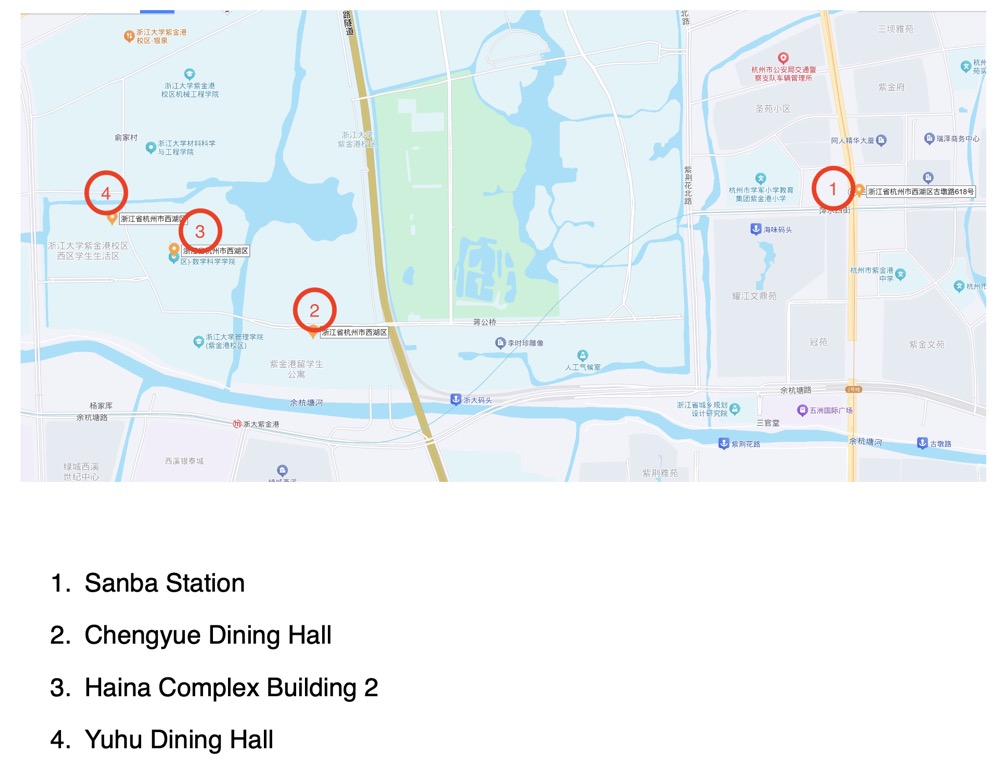 路隧道
北路
浙江大学紫金港
校区-银泉
三坝雅苑
杭州市公安局交通警
察支队车辆管理所
浙江大学紫金港
校区机械工程学院
紫金府
圣苑小区
俞家村
浙江大学材料科学
与工程学院
浙江大学
紫金港校区
网人精华大厦
瑞泽商务中心
紫荆花北路
杭州市学军小学教育
集团紫金港小学
4
1
浙江省杭州市西湖区古墩路618号
浙江省杭州市西湖区
3
海味码头
浙江大学紫金港校区
西区学生生活区
浙江省杭州市西湖区
区)-数学科学学院
杭州市紫金港
中学
耀江文鼎苑
2
蒋公桥
浙江省杭州市西湖区
浙江大学管理学院
(紫金港校区)
李时珍雕像
冠苑
紫金文苑
人工气候室
紫金港留学生
公寓
余杭塘路
余杭塘河
浙大码头
杨家厍
余杭塘路
浙江省城乡规划
设计研究院
五洲国际广场
三官堂
浙大紫金港
紫荆花路
余杭塘河
古墩路
西溪银泰城
绿城西溪
世纪中心
紫荆雅苑
1. Sanba Station
2. Chengyue Dining Hall
3. Haina Complex Building 2
4. Yuhu Dining Hall